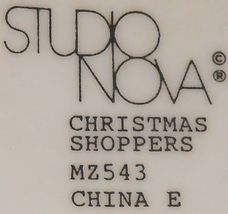 STUDIO
NOVA
©
®
CHRISTMAS
SHOPPERS
MZ543
CHINA E